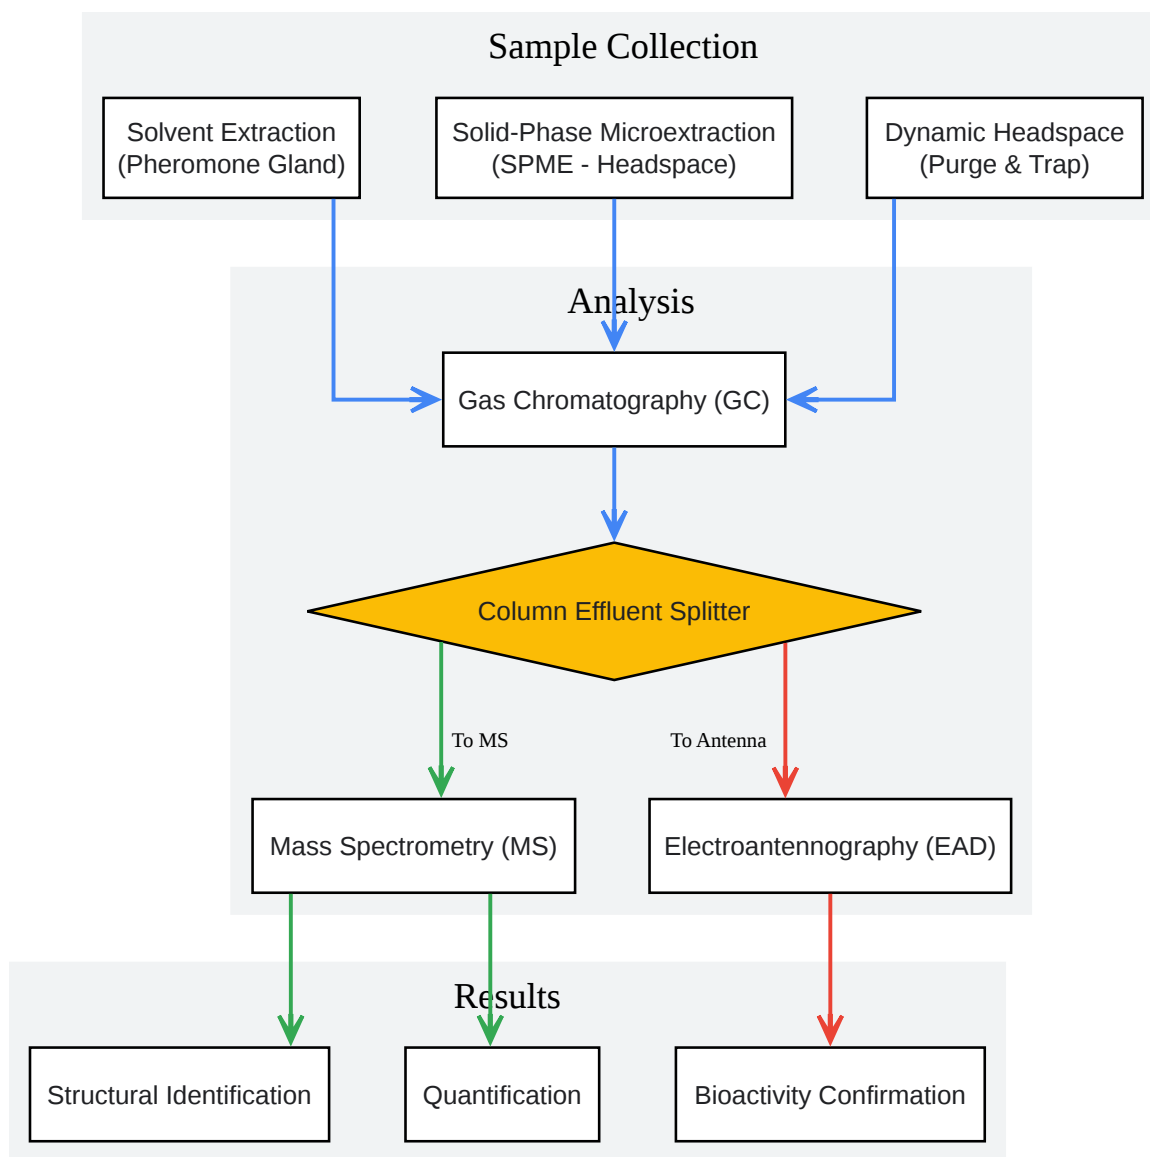 Sample Collection
Solvent Extraction
(Pheromone Gland)
Solid-Phase Microextraction
(SPME - Headspace)
Dynamic Headspace
(Purge & Trap)
Analysis
Gas Chromatography (GC)
Column Effluent Splitter
To MS
To Antenna
Mass Spectrometry (MS)
Electroantennography (EAD)
Results
Structural Identification
Quantification
Bioactivity Confirmation